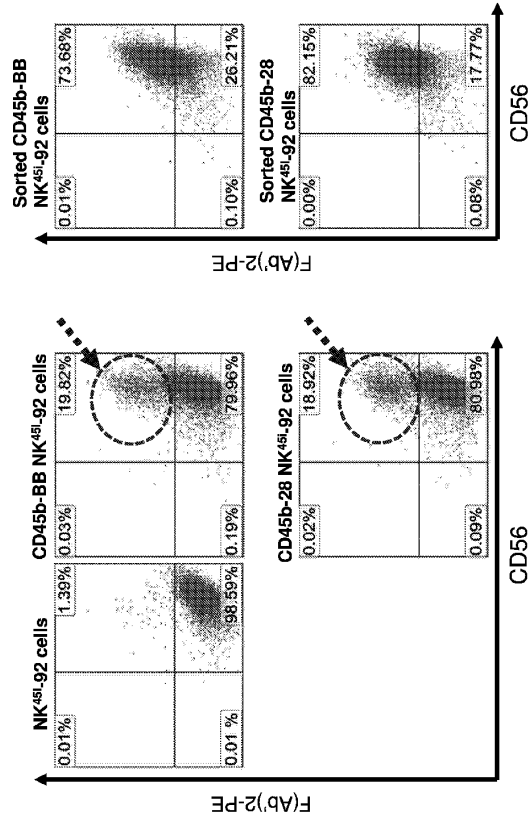 NK⁴⁵ⁱ-92 cells
0.01%
1.39%
0.01 %
98.59%
CD45b-BB NK⁴⁵ⁱ-92 cells
0.03%
19.82%
0.19%
79.96%
CD45b-28 NK⁴⁵ⁱ-92 cells
0.02%
18.92%
0.09%
80.98%
F(Ab')2-PE
CD56
Sorted CD45b-BB
NK⁴⁵ⁱ-92 cells
0.01%
73.68%
0.10%
26.21%
Sorted CD45b-28
NK⁴⁵ⁱ-92 cells
0.00%
82.15%
0.08%
17.77%
F(Ab')2-PE
CD56